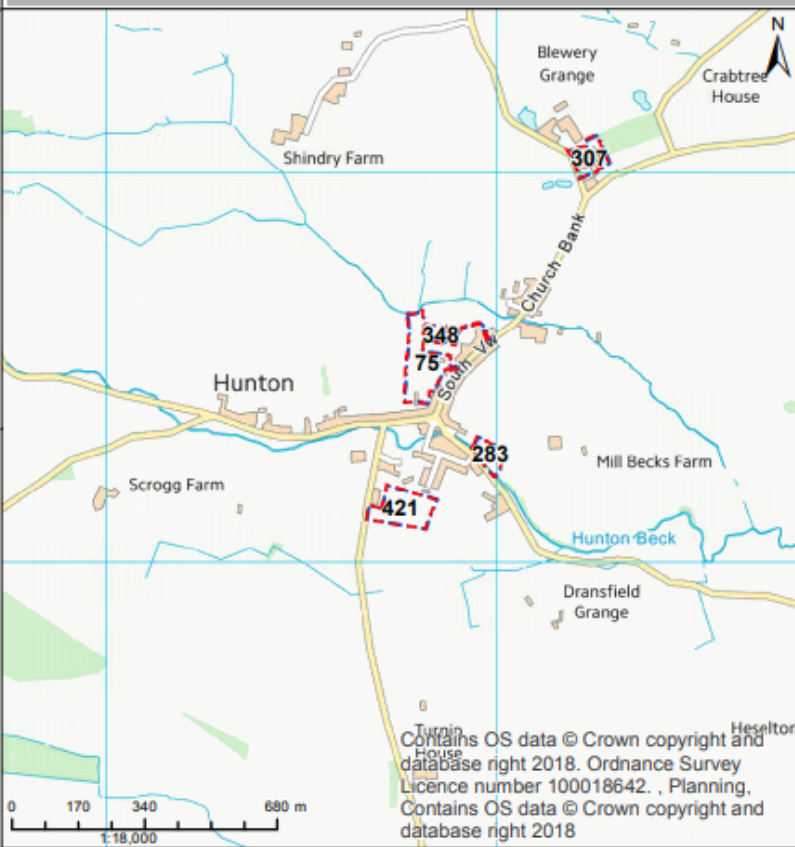 N
Blewery
Grange
Crabtree
House
Shindry Farm
307
Church Bank
348
75
South Vw
Hunton
283
Mill Becks Farm
Scrogg Farm
421
Hunton Beck
Dransfield
Grange
Turnip
House
Heselton
Contains OS data © Crown copyright and
database right 2018. Ordnance Survey
Licence number 100018642. , Planning,
Contains OS data © Crown copyright and
database right 2018
0 170 340 680 m
1:18,000